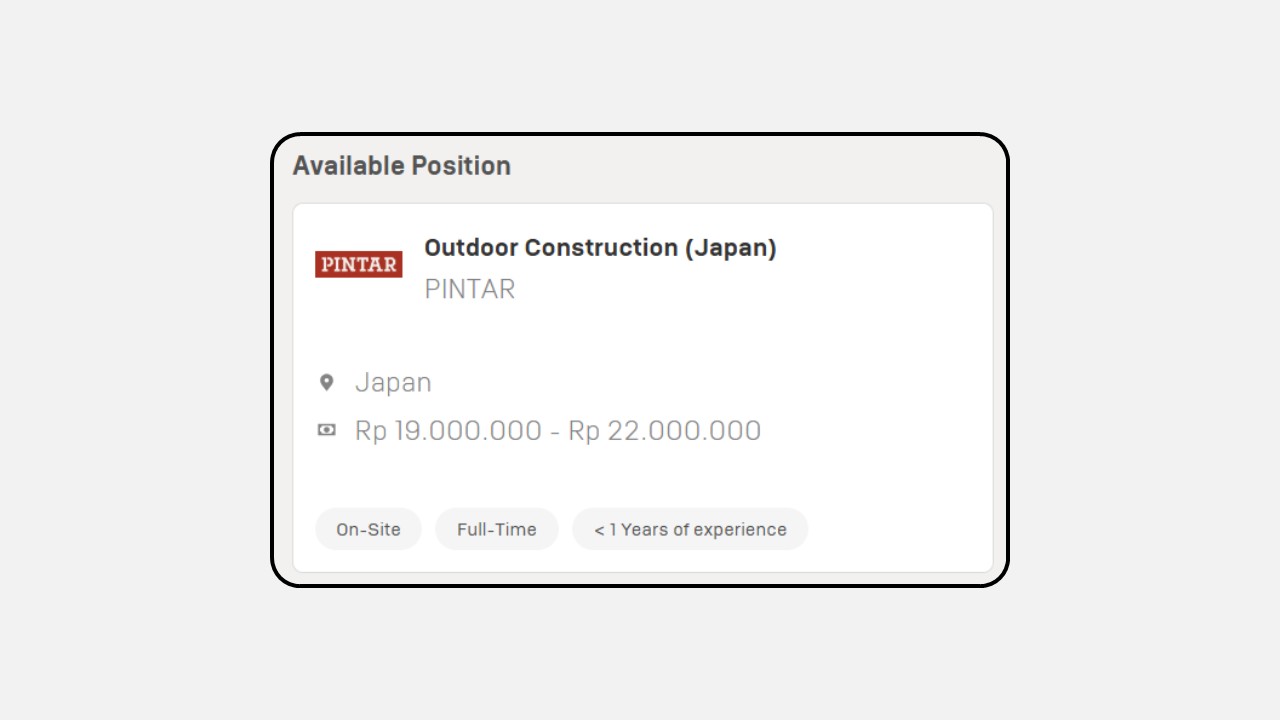 Available Position
PINTAR
Outdoor Construction (Japan)
PINTAR
Japan
Rp 19.000.000 - Rp 22.000.000
On-Site
Full-Time
< 1 Years of experience